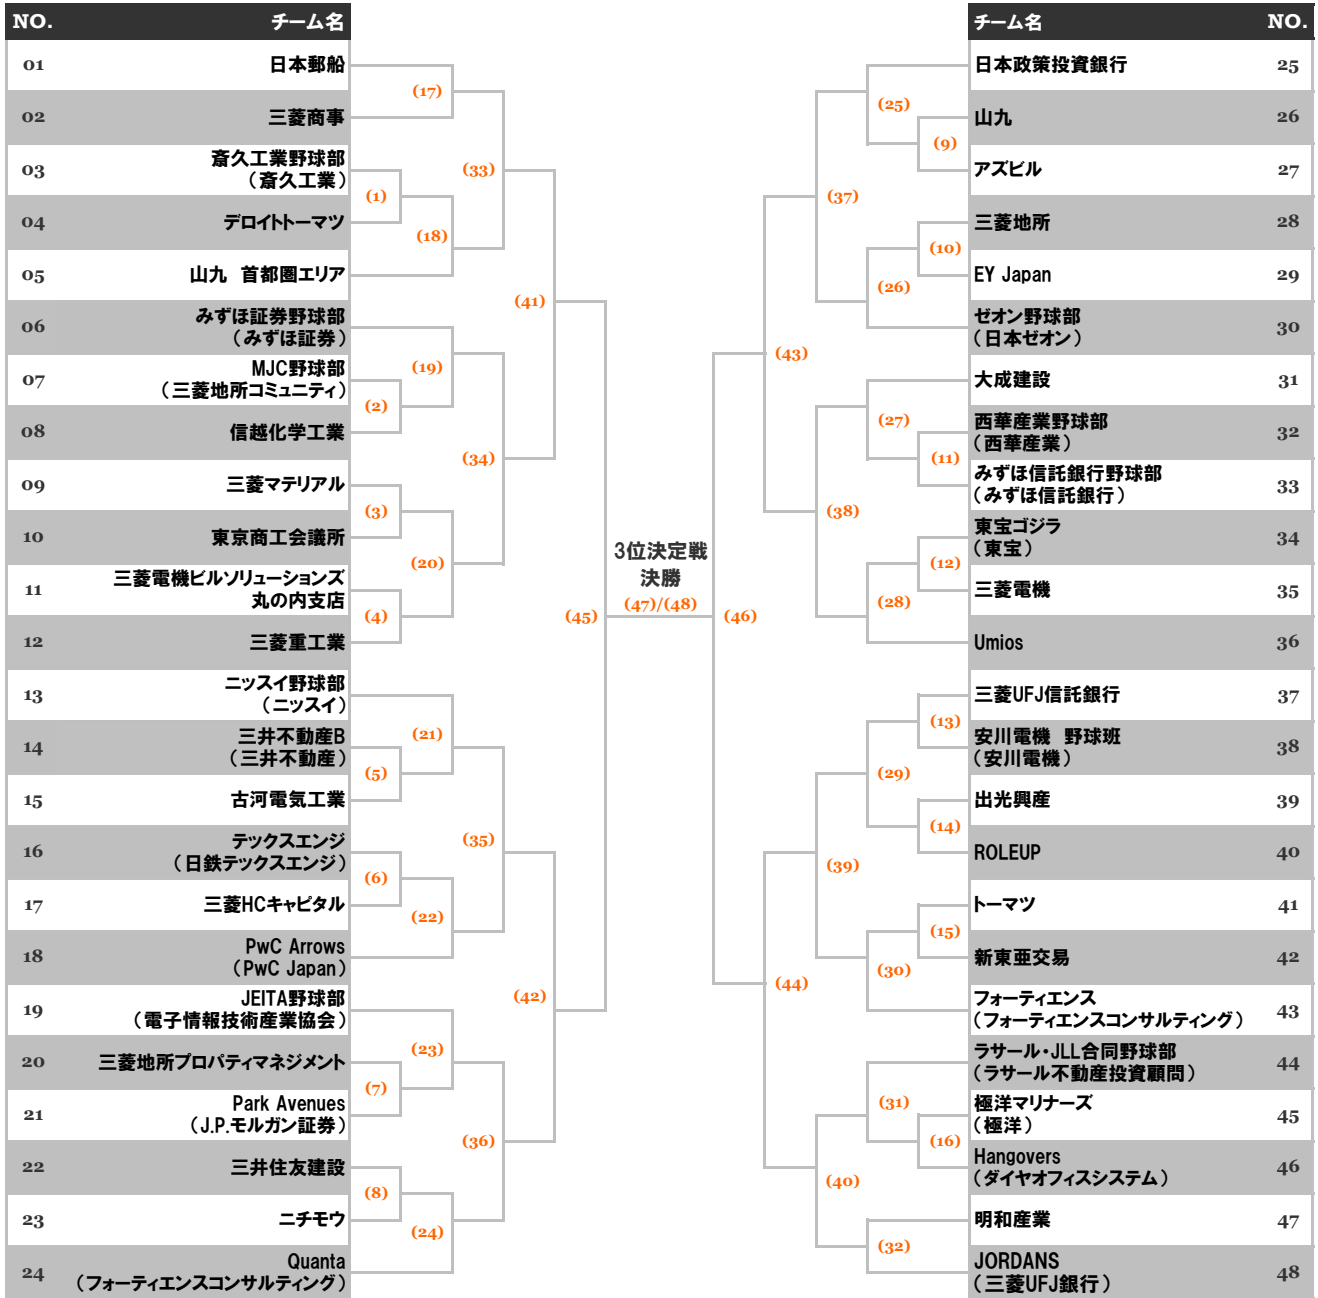 NO. チーム名
01 日本郵船
02 三菱商事
03 斎久工業野球部
（斎久工業）
04 デロイトトーマツ
05 山九　首都圏エリア
06 みずほ証券野球部
（みずほ証券）
07 MJC野球部
（三菱地所コミュニティ）
08 信越化学工業
09 三菱マテリアル
10 東京商工会議所
11 三菱電機ビルソリューションズ
丸の内支店
12 三菱重工業
13 ニッスイ野球部
（ニッスイ）
14 三井不動産B
（三井不動産）
15 古河電気工業
16 テックスエンジ
（日鉄テックスエンジ）
17 三菱HCキャピタル
18 PwC Arrows
（PwC Japan）
19 JEITA野球部
（電子情報技術産業協会）
20 三菱地所プロパティマネジメント
21 Park Avenues
（J.P.モルガン証券）
22 三井住友建設
23 ニチモウ
24 Quanta
（フォーティエンスコンサルティング）
(1)
(2)
(3)
(4)
(5)
(6)
(7)
(8)
(17)
(18)
(19)
(20)
(21)
(22)
(23)
(24)
(33)
(34)
(35)
(36)
(41)
(42)
(45)
3位決定戦
決勝
(47)/(48)
(46)
(43)
(44)
(37)
(38)
(39)
(40)
(25)
(26)
(27)
(28)
(29)
(30)
(31)
(32)
(9)
(10)
(11)
(12)
(13)
(14)
(15)
(16)
チーム名 NO.
日本政策投資銀行 25
山九 26
アズビル 27
三菱地所 28
EY Japan 29
ゼオン野球部
（日本ゼオン） 30
大成建設 31
西華産業野球部
（西華産業） 32
みずほ信託銀行野球部
（みずほ信託銀行） 33
東宝ゴジラ
（東宝） 34
三菱電機 35
Umios 36
三菱UFJ信託銀行 37
安川電機　野球班
（安川電機） 38
出光興産 39
ROLEUP 40
トーマツ 41
新東亜交易 42
フォーティエンス
（フォーティエンスコンサルティング） 43
ラサール・JLL合同野球部
（ラサール不動産投資顧問） 44
極洋マリナーズ
（極洋） 45
Hangovers
（ダイヤオフィスシステム） 46
明和産業 47
JORDANS
（三菱UFJ銀行） 48